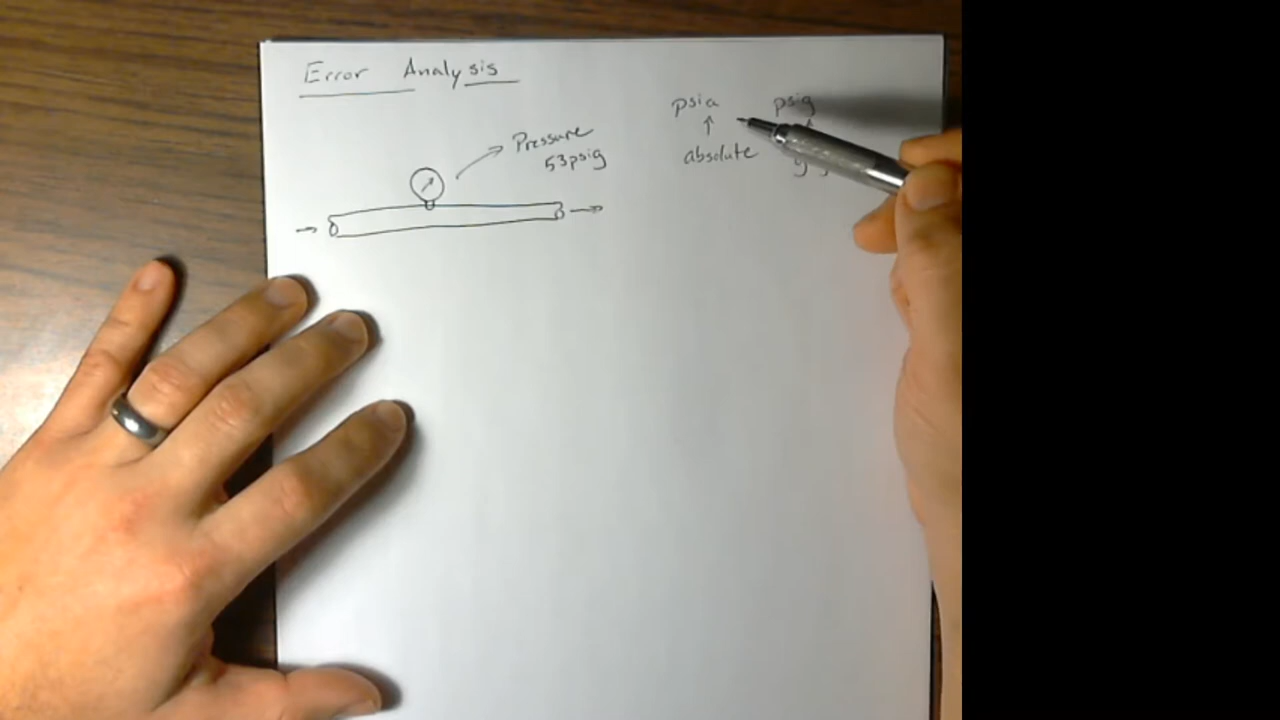 Error Analysis
psia psig
Pressure
53psig
absolute